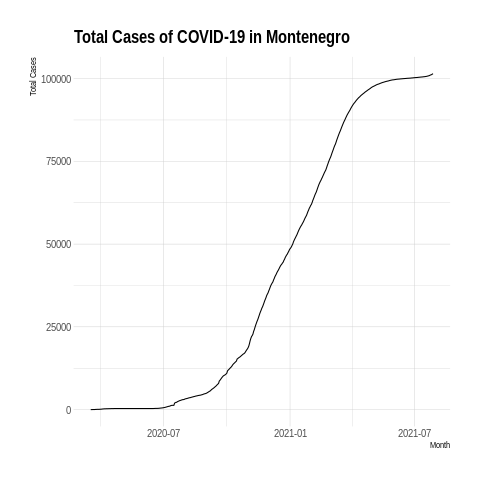 Total Cases of COVID-19 in Montenegro
Total Cases
100000
75000
50000
25000
0
2020-07
2021-01
2021-07
Month